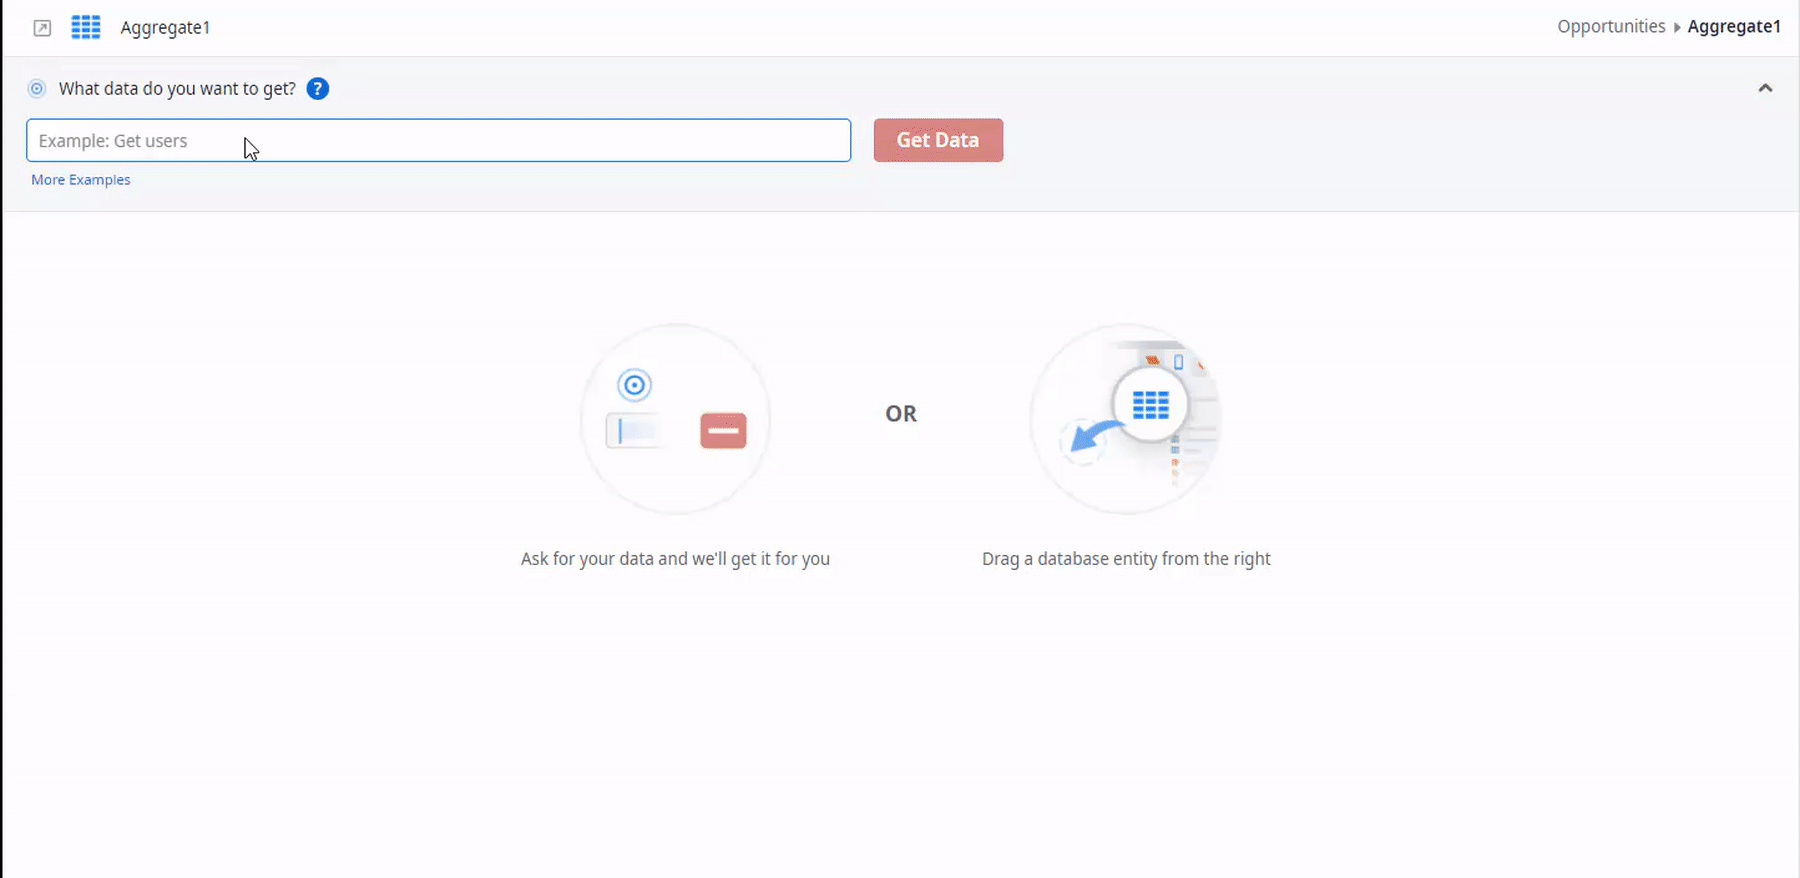 Aggregate1
Opportunities ▸ Aggregate1
What data do you want to get? ?
Example: Get users
Get Data
More Examples
OR
Ask for your data and we'll get it for you
Drag a database entity from the right